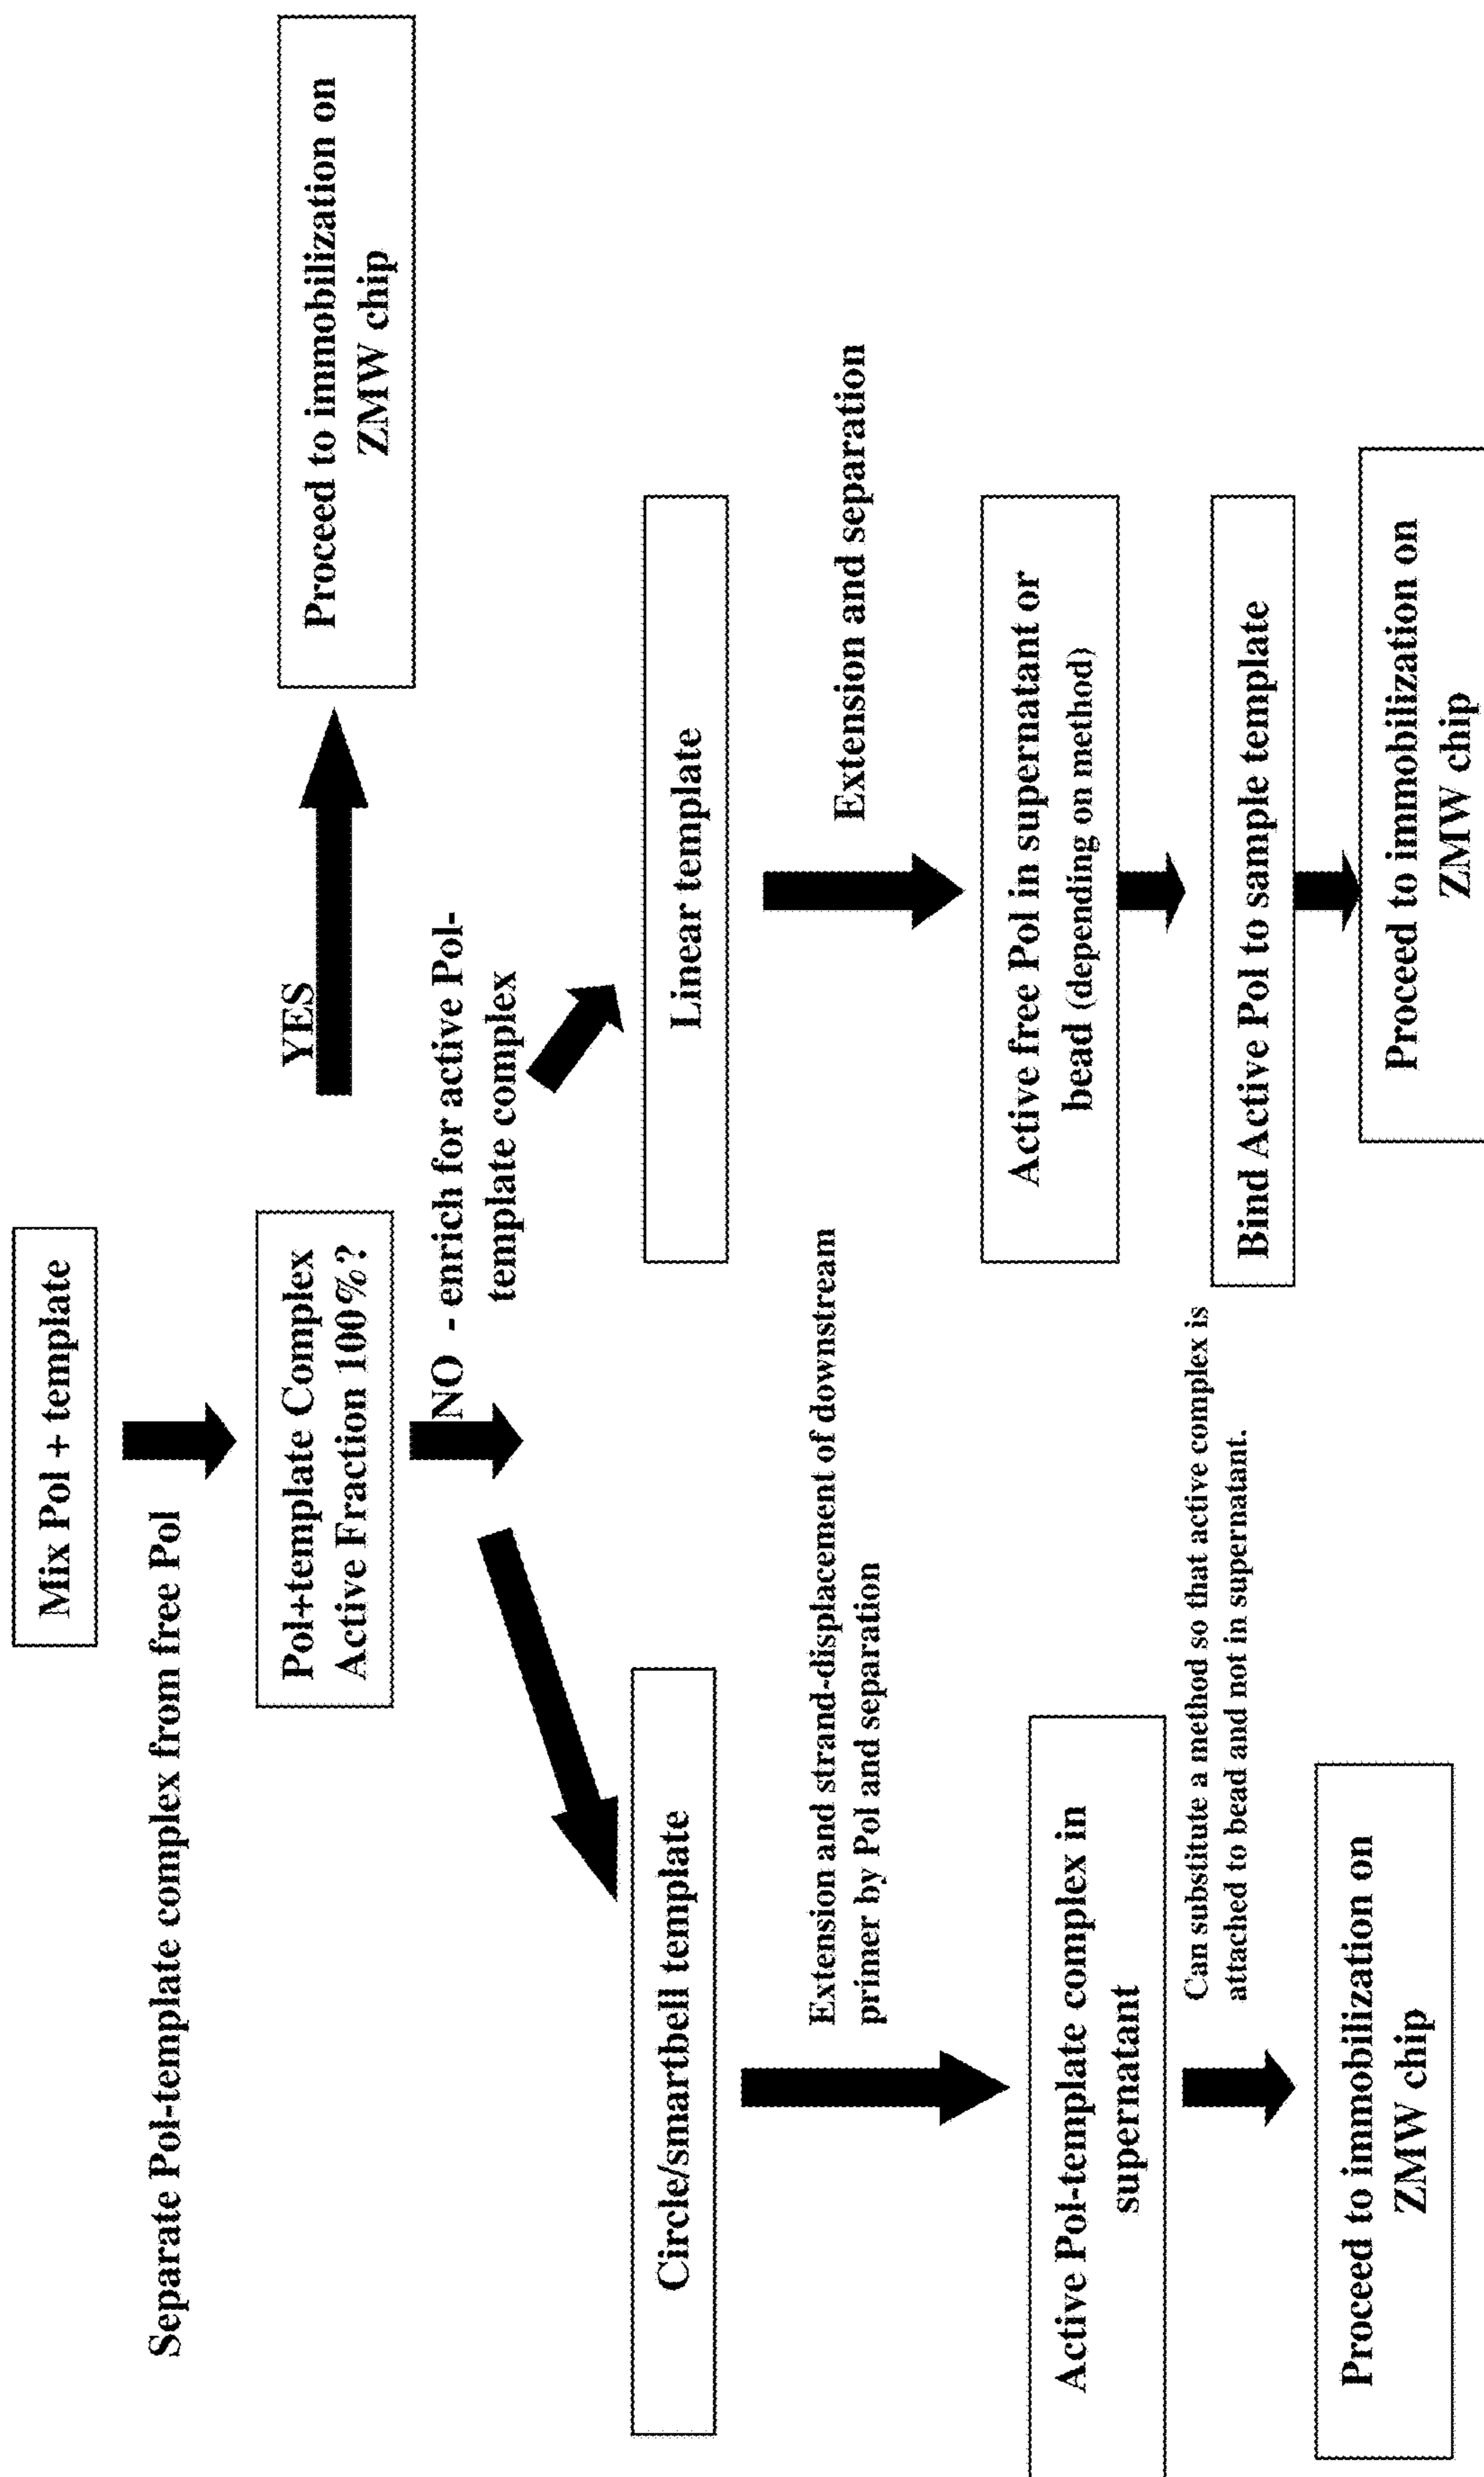 Mix Pol + template
Separate Pol-template complex from free Pol
Pol+template Complex
Active Fraction 100%?
YES
Proceed to immobilization on
ZMW chip
NO - enrich for active Pol-
template complex
Circle/smartbell template
Linear template
Extension and strand-displacement of downstream
primer by Pol and separation
Extension and separation
Active Pol-template complex in
supernatant
Active free Pol in supernatant or
bead (depending on method)
Can substitute a method so that active complex is
attached to bead and not in supernatant.
Bind Active Pol to sample template
Proceed to immobilization on
ZMW chip
Proceed to immobilization on
ZMW chip